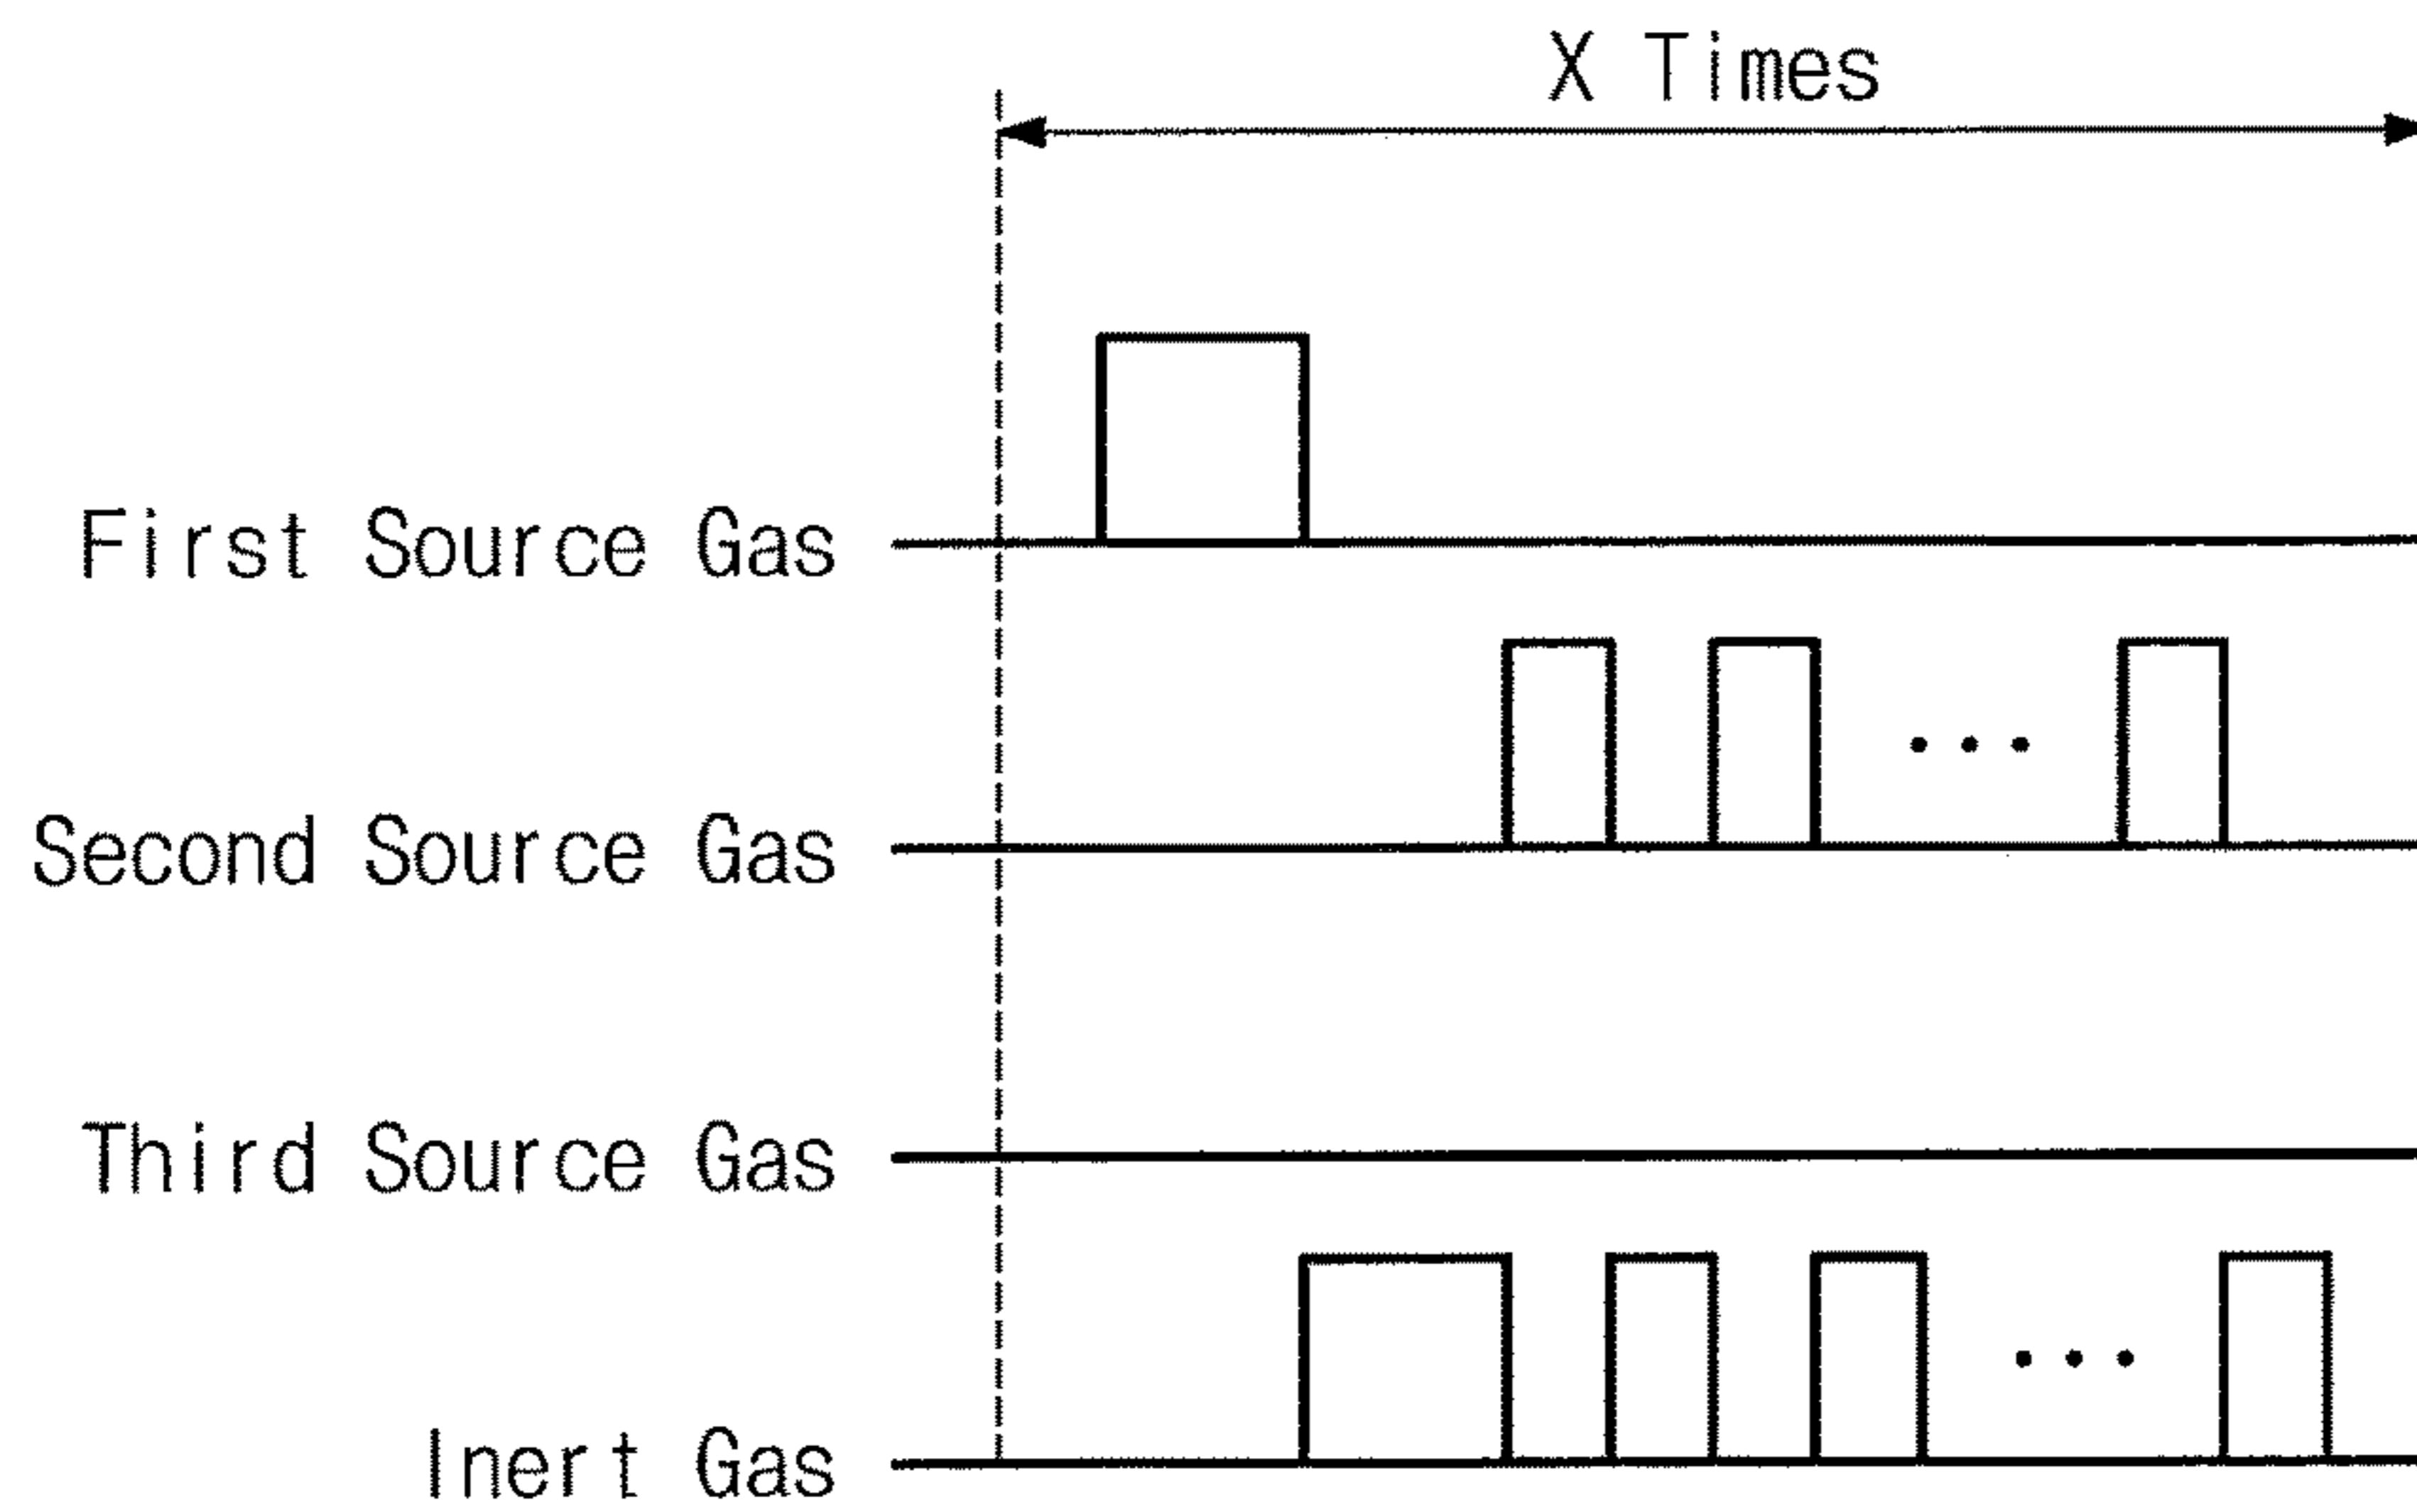 X Times
First Source Gas
Second Source Gas
Third Source Gas
Inert Gas